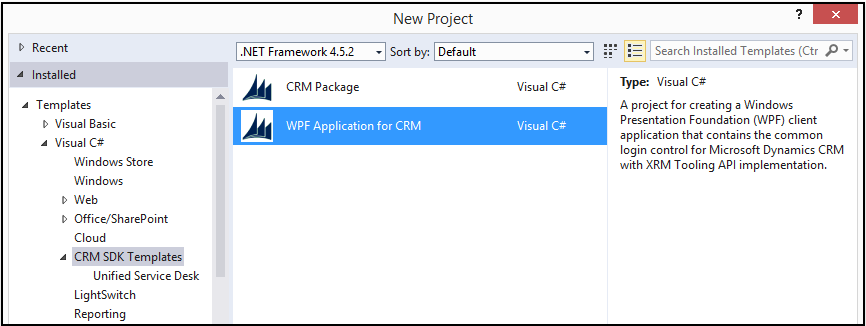 New Project
?
Recent
.NET Framework 4.5.2
Sort by:
Default
Search Installed Templates (Ctr
Installed
Templates
Visual Basic
Visual C#
Windows Store
Windows
Web
Office/SharePoint
Cloud
CRM SDK Templates
Unified Service Desk
LightSwitch
Reporting
CRM Package Visual C#
WPF Application for CRM Visual C#
Type: Visual C#
A project for creating a Windows
Presentation Foundation (WPF) client
application that contains the common
login control for Microsoft Dynamics CRM
with XRM Tooling API implementation.